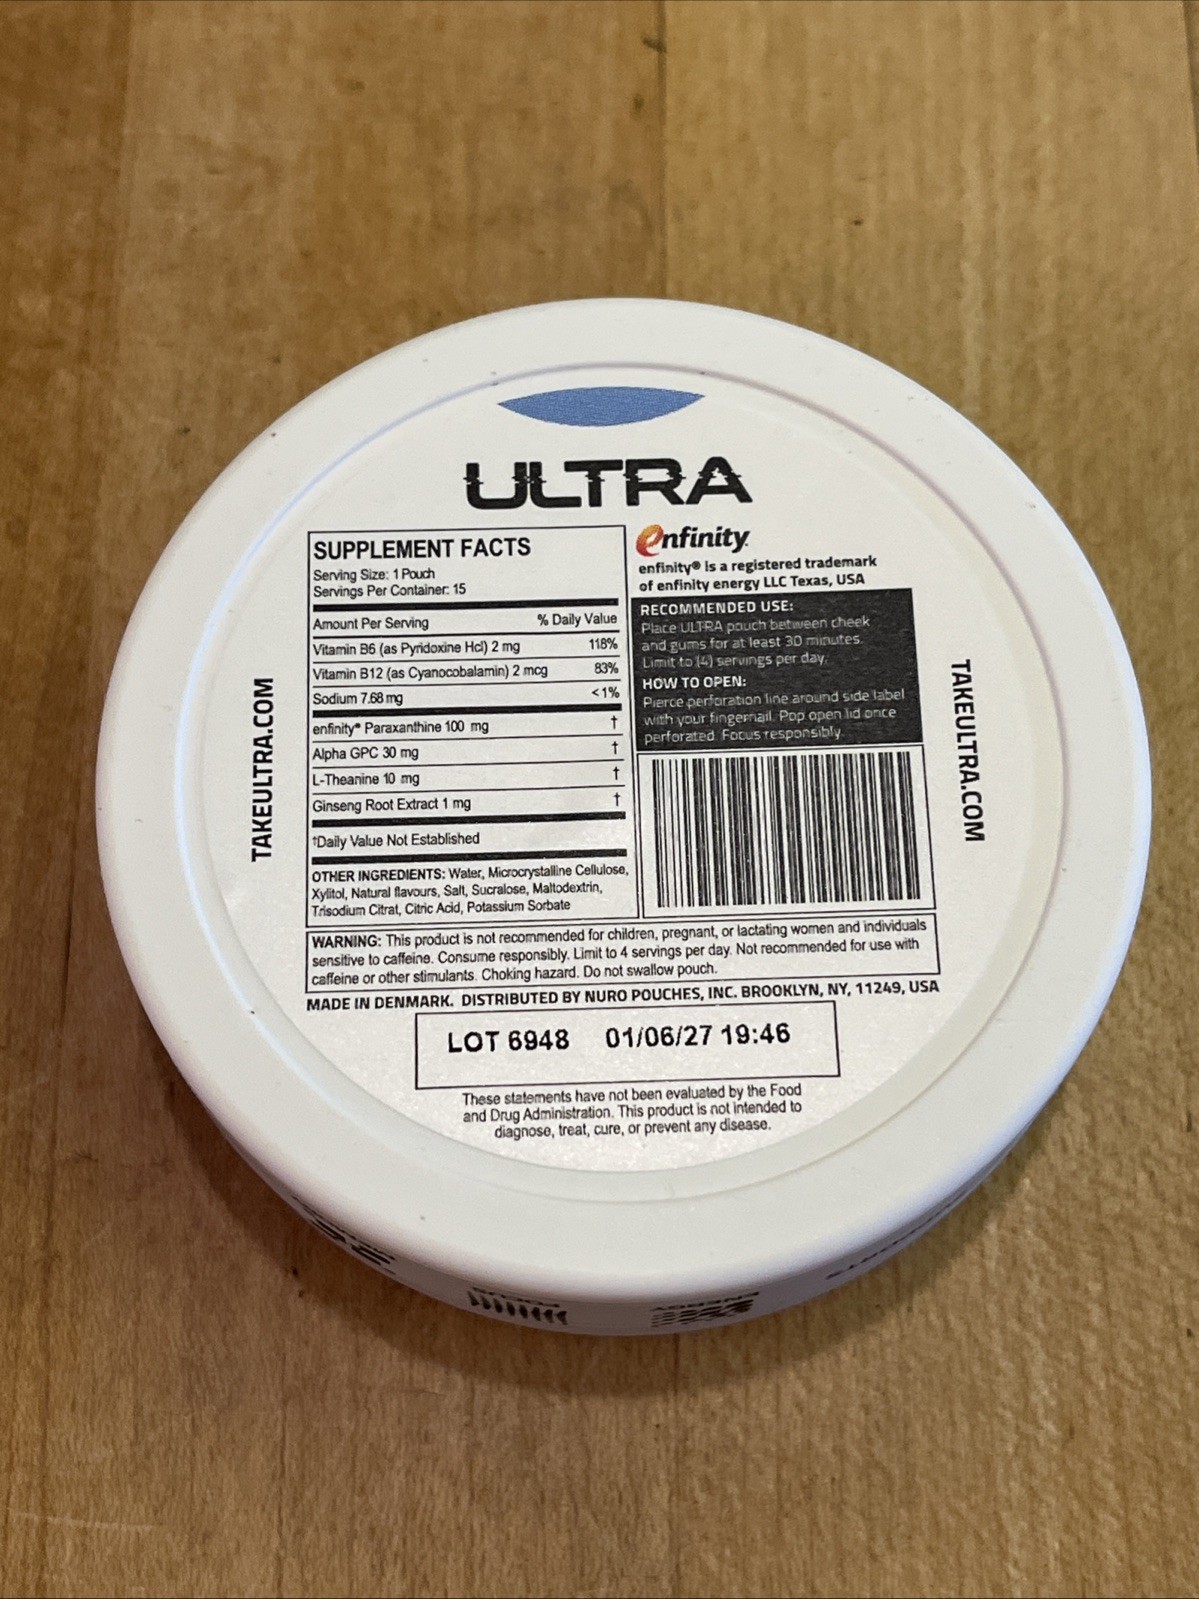 ULTRA
SUPPLEMENT FACTS
Serving Size: 1 Pouch
Servings Per Container: 15
Amount Per Serving % Daily Value
Vitamin B6 (as Pyridoxine Hcl) 2 mg 118%
Vitamin B12 (as Cyanocobalamin) 2 mcg 83%
Sodium 7.68 mg <1%
enfinity® Paraxanthine 100 mg †
Alpha GPC 30 mg †
L-Theanine 10 mg †
Ginseng Root Extract 1 mg †
†Daily Value Not Established
OTHER INGREDIENTS: Water, Microcrystalline Cellulose,
Xylitol, Natural flavours, Salt, Sucralose, Maltodextrin,
Trisodium Citrat, Citric Acid, Potassium Sorbate
enfinity
enfinity® is a registered trademark
of enfinity energy LLC Texas, USA
RECOMMENDED USE:
Place ULTRA pouch between cheek
and gums for at least 30 minutes.
Limit to (4) servings per day.
HOW TO OPEN:
Pierce perforation line around side label
with your fingernail. Pop open lid once
perforated. Focus responsibly.
TAKEULTRA.COM
TAKEULTRA.COM
WARNING: This product is not recommended for children, pregnant, or lactating women and individuals
sensitive to caffeine. Consume responsibly. Limit to 4 servings per day. Not recommended for use with
caffeine or other stimulants. Choking hazard. Do not swallow pouch.
MADE IN DENMARK. DISTRIBUTED BY NURO POUCHES, INC. BROOKLYN, NY, 11249, USA
LOT 6948 01/06/27 19:46
These statements have not been evaluated by the Food
and Drug Administration. This product is not intended to
diagnose, treat, cure, or prevent any disease.
FOCUS
ENERGY